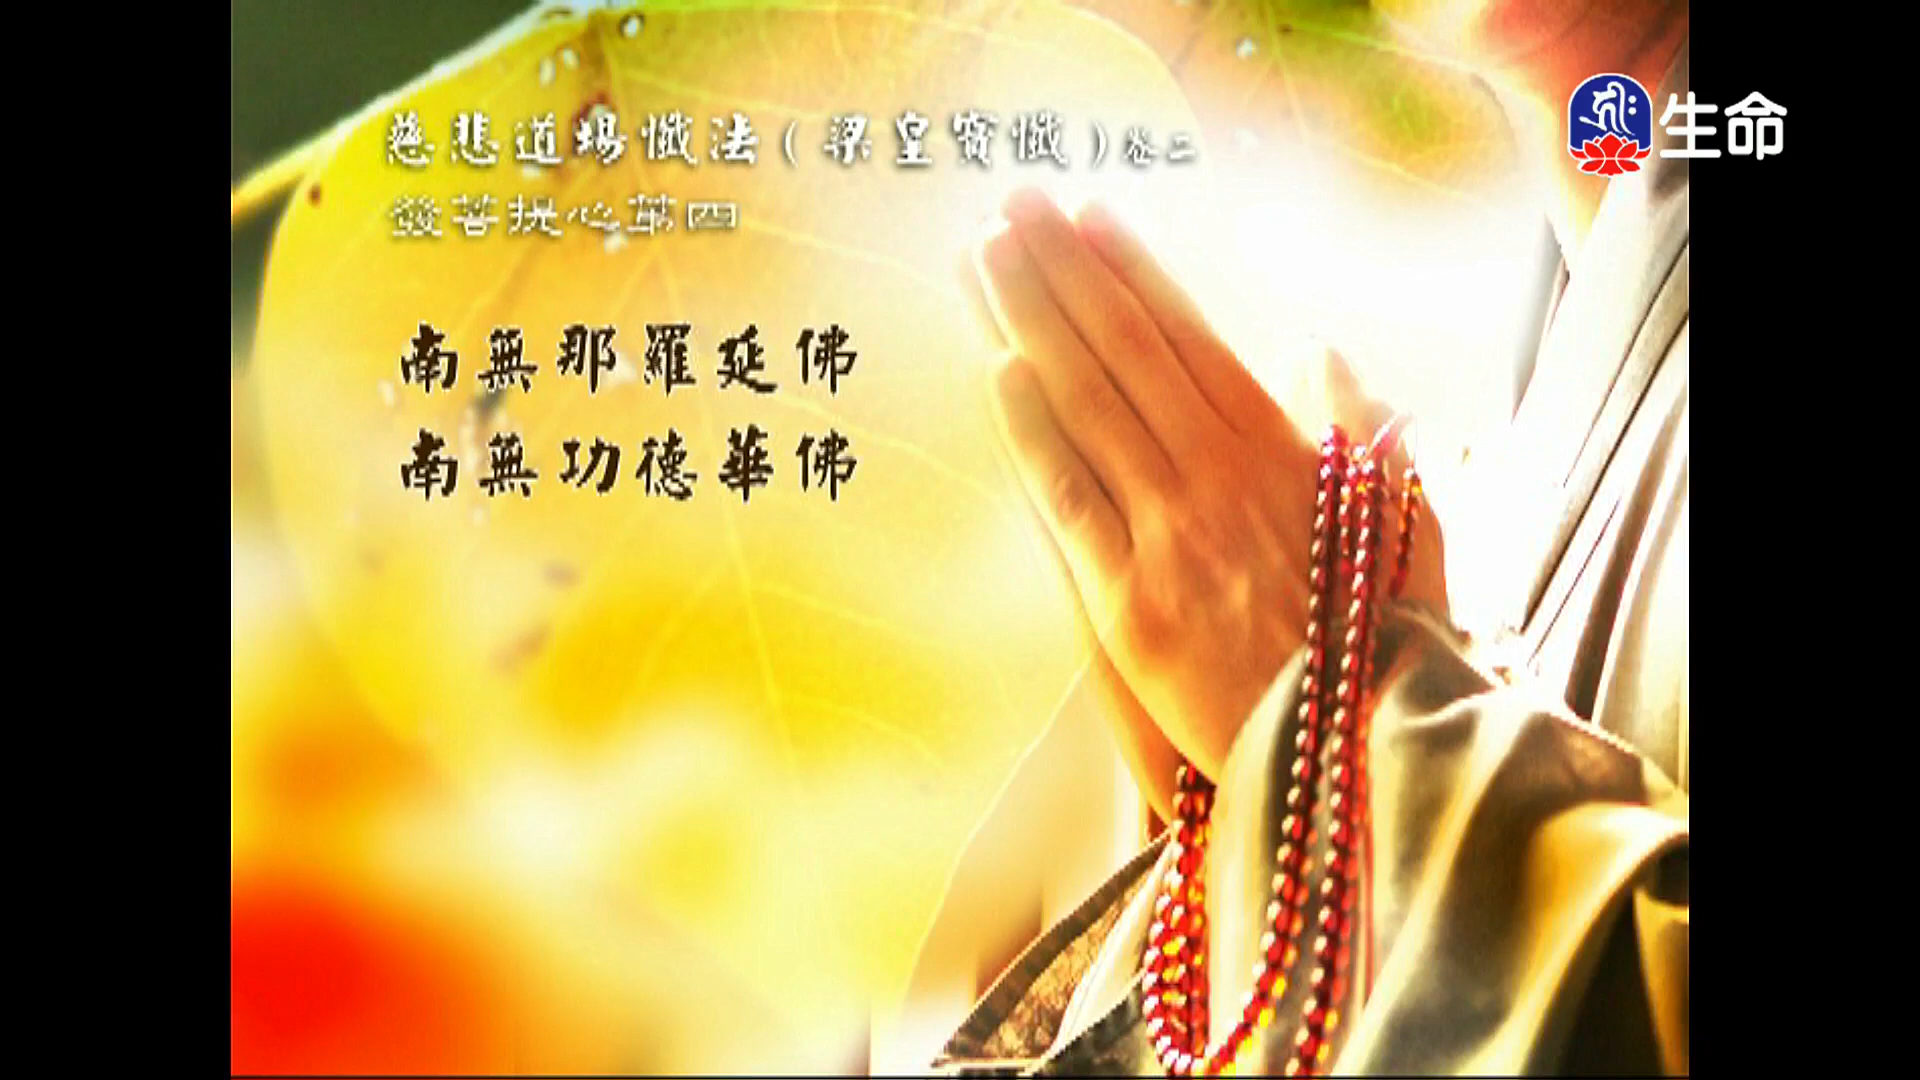 慈悲道場懺法(梁皇寶懺)卷二
發菩提心第四
南無那羅延佛
南無功德華佛
生命